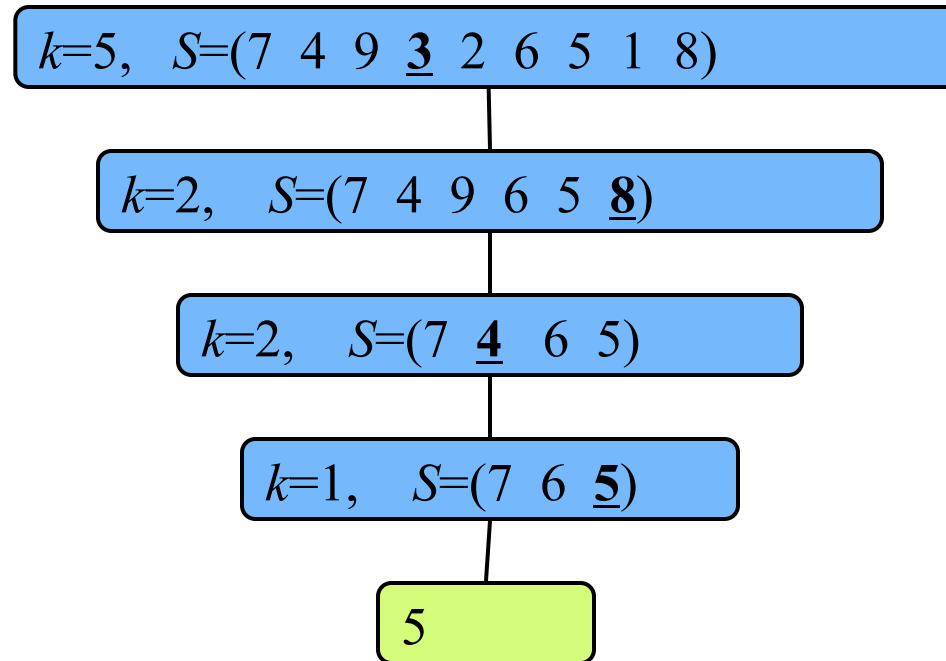 k=5, S=(7 4 9 3 2 6 5 1 8)
k=2, S=(7 4 9 6 5 8)
k=2, S=(7 4 6 5)
k=1, S=(7 6 5)
5